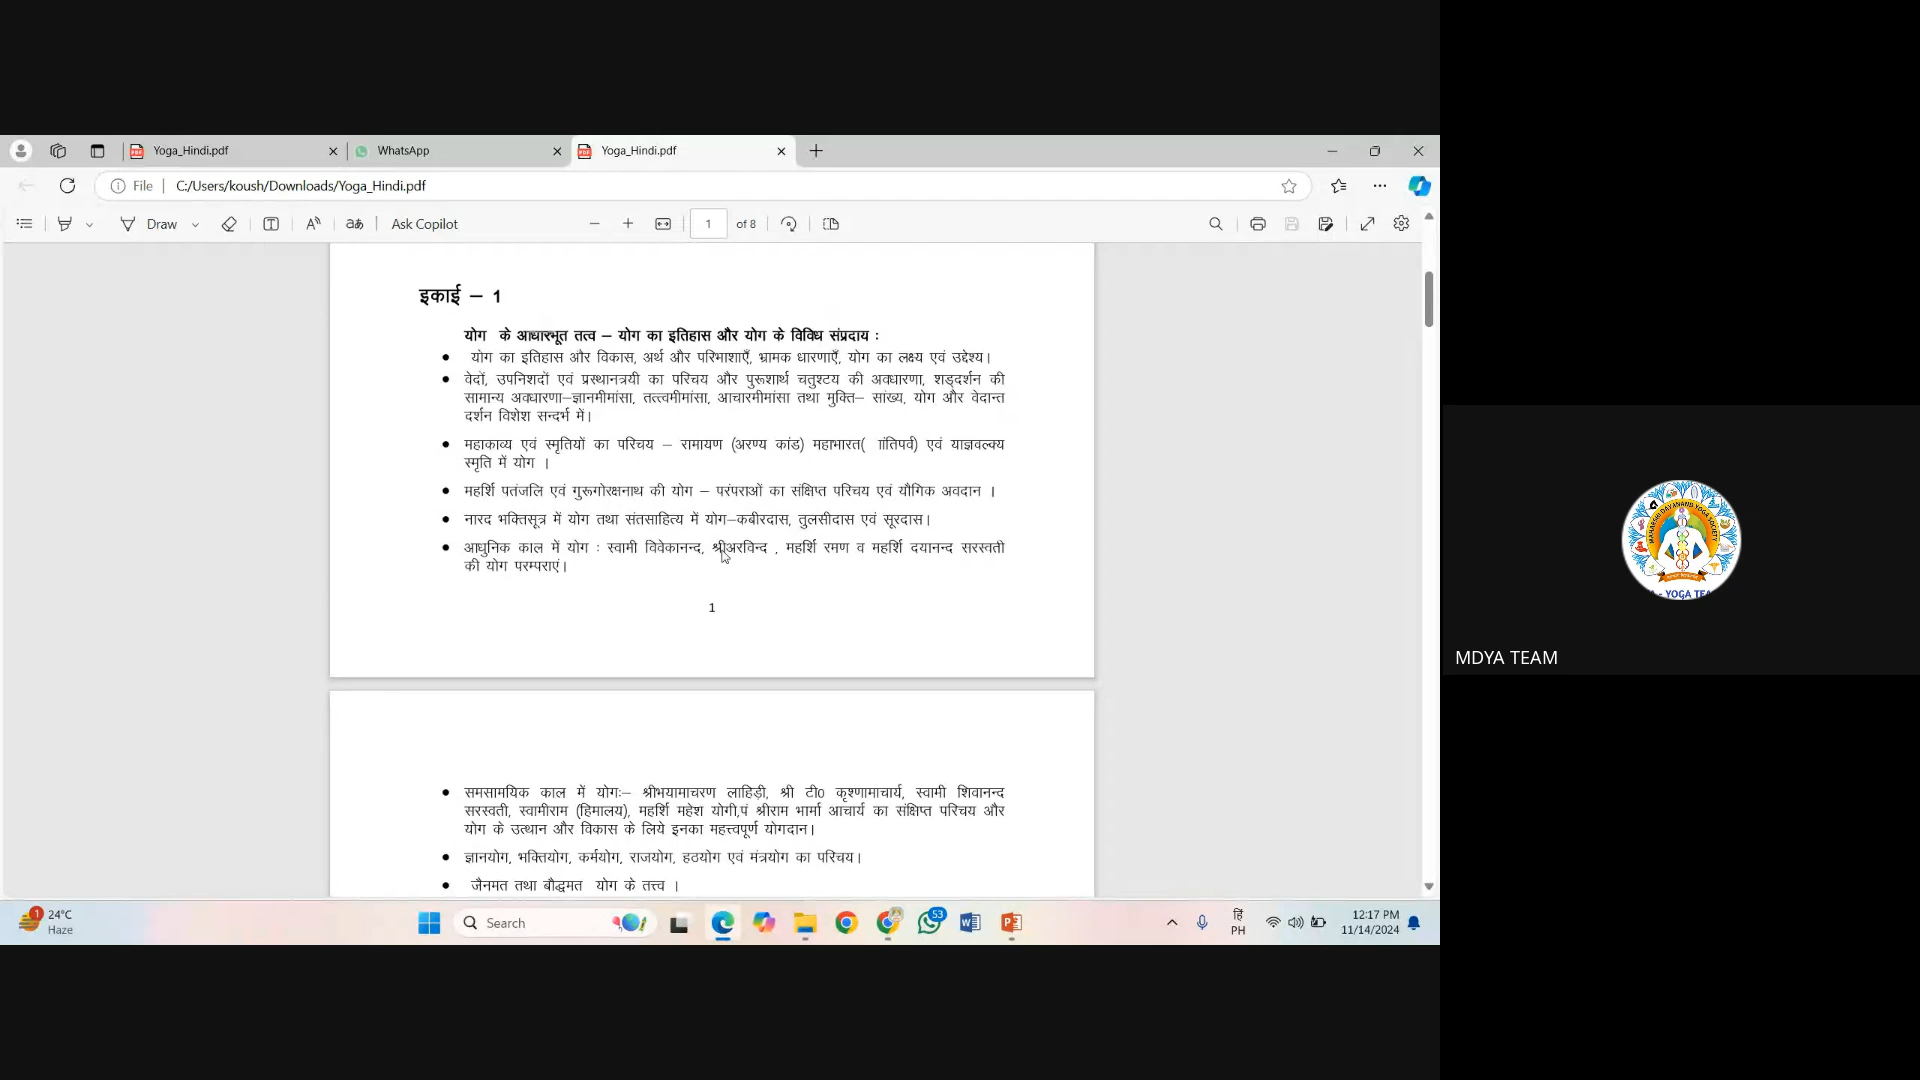 Yoga_Hindi.pdf
WhatsApp
Yoga_Hindi.pdf
File
C:/Users/koush/Downloads/Yoga_Hindi.pdf
Draw
Ask Copilot
1 of 8
इकाई – 1
योग के आधारभूत तत्व – योग का इतिहास और योग के विविध संप्रदाय :
• योग का इतिहास और विकास, अर्थ और परिभाशाएँ, भ्रामक धारणाएँ, योग का लक्ष्य एवं उद्देश्य।
• वेदों, उपनिशदों एवं प्रस्थानत्रयी का परिचय और पुरूशार्थ चतुश्टय की अवधारणा, शड्दर्शन की
सामान्य अवधारणा–ज्ञानमीमांसा, तत्त्वमीमांसा, आचारमीमांसा तथा मुक्ति– सांख्य, योग और वेदान्त
दर्शन विशेश सन्दर्भ में।
• महाकाव्य एवं स्मृतियों का परिचय – रामायण (अरण्य कांड) महाभारत( ाांतिपर्व) एवं याज्ञवल्क्य
स्मृति में योग ।
• महर्शि पतंजलि एवं गुरूगोरक्षनाथ की योग – परंपराओं का संक्षिप्त परिचय एवं यौगिक अवदान ।
• नारद भक्तिसूत्र में योग तथा संतसाहित्य में योग–कबीरदास, तुलसीदास एवं सूरदास।
• आधुनिक काल में योग : स्वामी विवेकानन्द, श्रीअरविन्द , महर्शि रमण व महर्शि दयानन्द सरस्वती
की योग परम्पराएं।
1
• समसामयिक काल में योगः– श्रीभयामाचरण लाहिड़ी, श्री टी0 कृश्णामाचार्य, स्वामी शिवानन्द
सरस्वती, स्वामीराम (हिमालय), महर्शि महेश योगी,पं श्रीराम भार्मा आचार्य का संक्षिप्त परिचय और
योग के उत्थान और विकास के लिये इनका महत्त्वपूर्ण योगदान।
• ज्ञानयोग, भक्तियोग, कर्मयोग, राजयोग, हठयोग एवं मंत्रयोग का परिचय।
• जैनमत तथा बौद्धमत योग के तत्त्व ।
MDYA TEAM
1
24°C
Haze
Search
53
हिं
PH
12:17 PM
11/14/2024